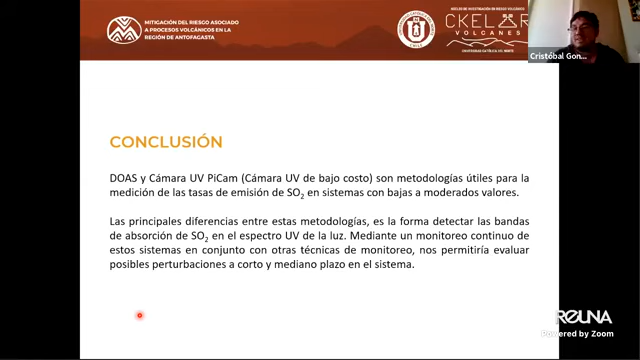 MITIGACIÓN DEL RIESGO ASOCIADO
A PROCESOS VOLCÁNICOS EN LA
REGIÓN DE ANTOFAGASTA
NÚCLEO DE INVESTIGACIÓN EN RIESGO VOLCÁNICO
CKELAR
VOLCANES
UNIVERSIDAD CATÓLICA DEL NORTE
Cristóbal Gon...
CONCLUSIÓN
DOAS y Cámara UV PiCam (Cámara UV de bajo costo) son metodologías útiles para la
medición de las tasas de emisión de SO2 en sistemas con bajas a moderados valores.
Las principales diferencias entre estas metodologías, es la forma detectar las bandas
de absorción de SO2 en el espectro UV de la luz. Mediante un monitoreo continuo de
estos sistemas en conjunto con otras técnicas de monitoreo, nos permitiría evaluar
posibles perturbaciones a corto y mediano plazo en el sistema.
REUNA
Powered by Zoom